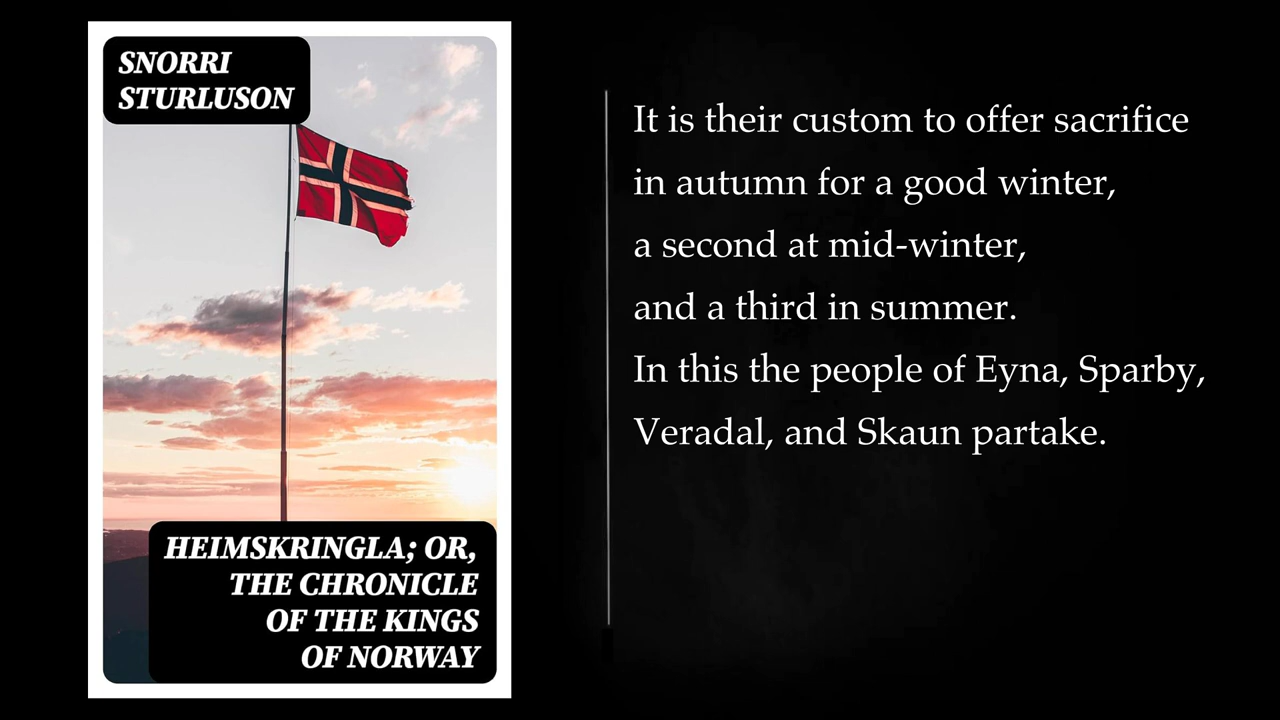 SNORRI
STURLUSON
HEIMSKRINGLA; OR,
THE CHRONICLE
OF THE KINGS
OF NORWAY
It is their custom to offer sacrifice
in autumn for a good winter,
a second at mid-winter,
and a third in summer.
In this the people of Eyna, Sparby,
Veradal, and Skaun partake.